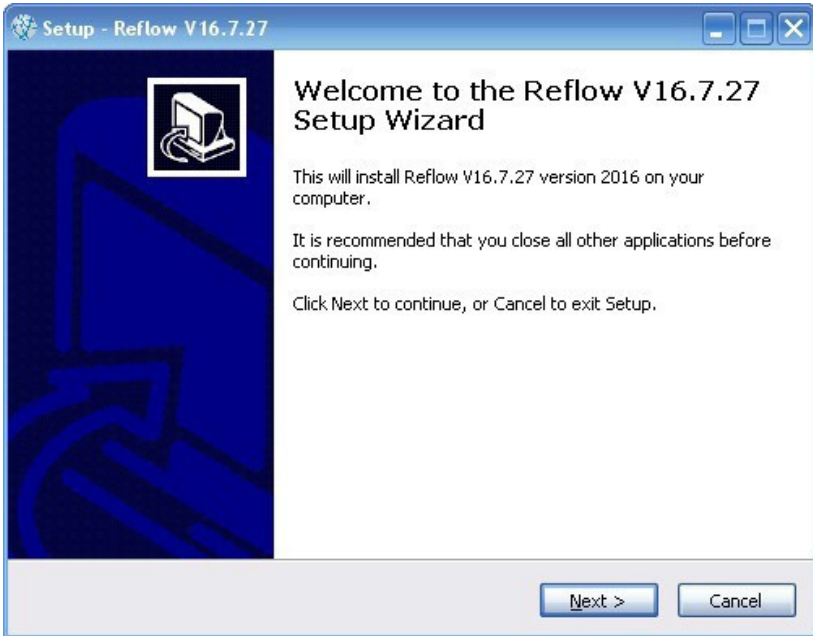 Setup - Reflow V16.7.27
Welcome to the Reflow V16.7.27
Setup Wizard
This will install Reflow V16.7.27 version 2016 on your
computer.
It is recommended that you close all other applications before
continuing.
Click Next to continue, or Cancel to exit Setup.
Next >
Cancel